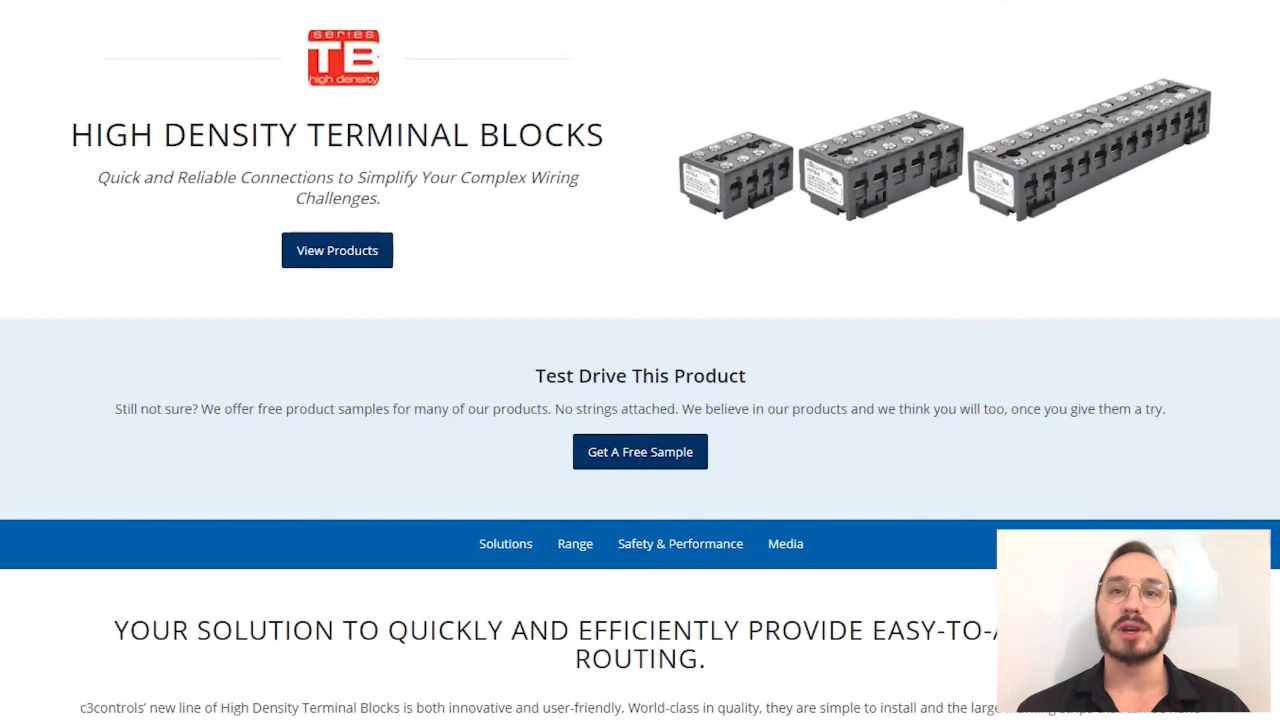 series
TB
high density
HIGH DENSITY TERMINAL BLOCKS
Quick and Reliable Connections to Simplify Your Complex Wiring
Challenges.
View Products
Test Drive This Product
Still not sure? We offer free product samples for many of our products. No strings attached. We believe in our products and we think you will too, once you give them a try.
Get A Free Sample
Solutions Range Safety & Performance Media
YOUR SOLUTION TO QUICKLY AND EFFICIENTLY PROVIDE EASY-TO-
ROUTING.
c3controls' new line of High Density Terminal Blocks is both innovative and user-friendly. World-class in quality, they are simple to install and the large